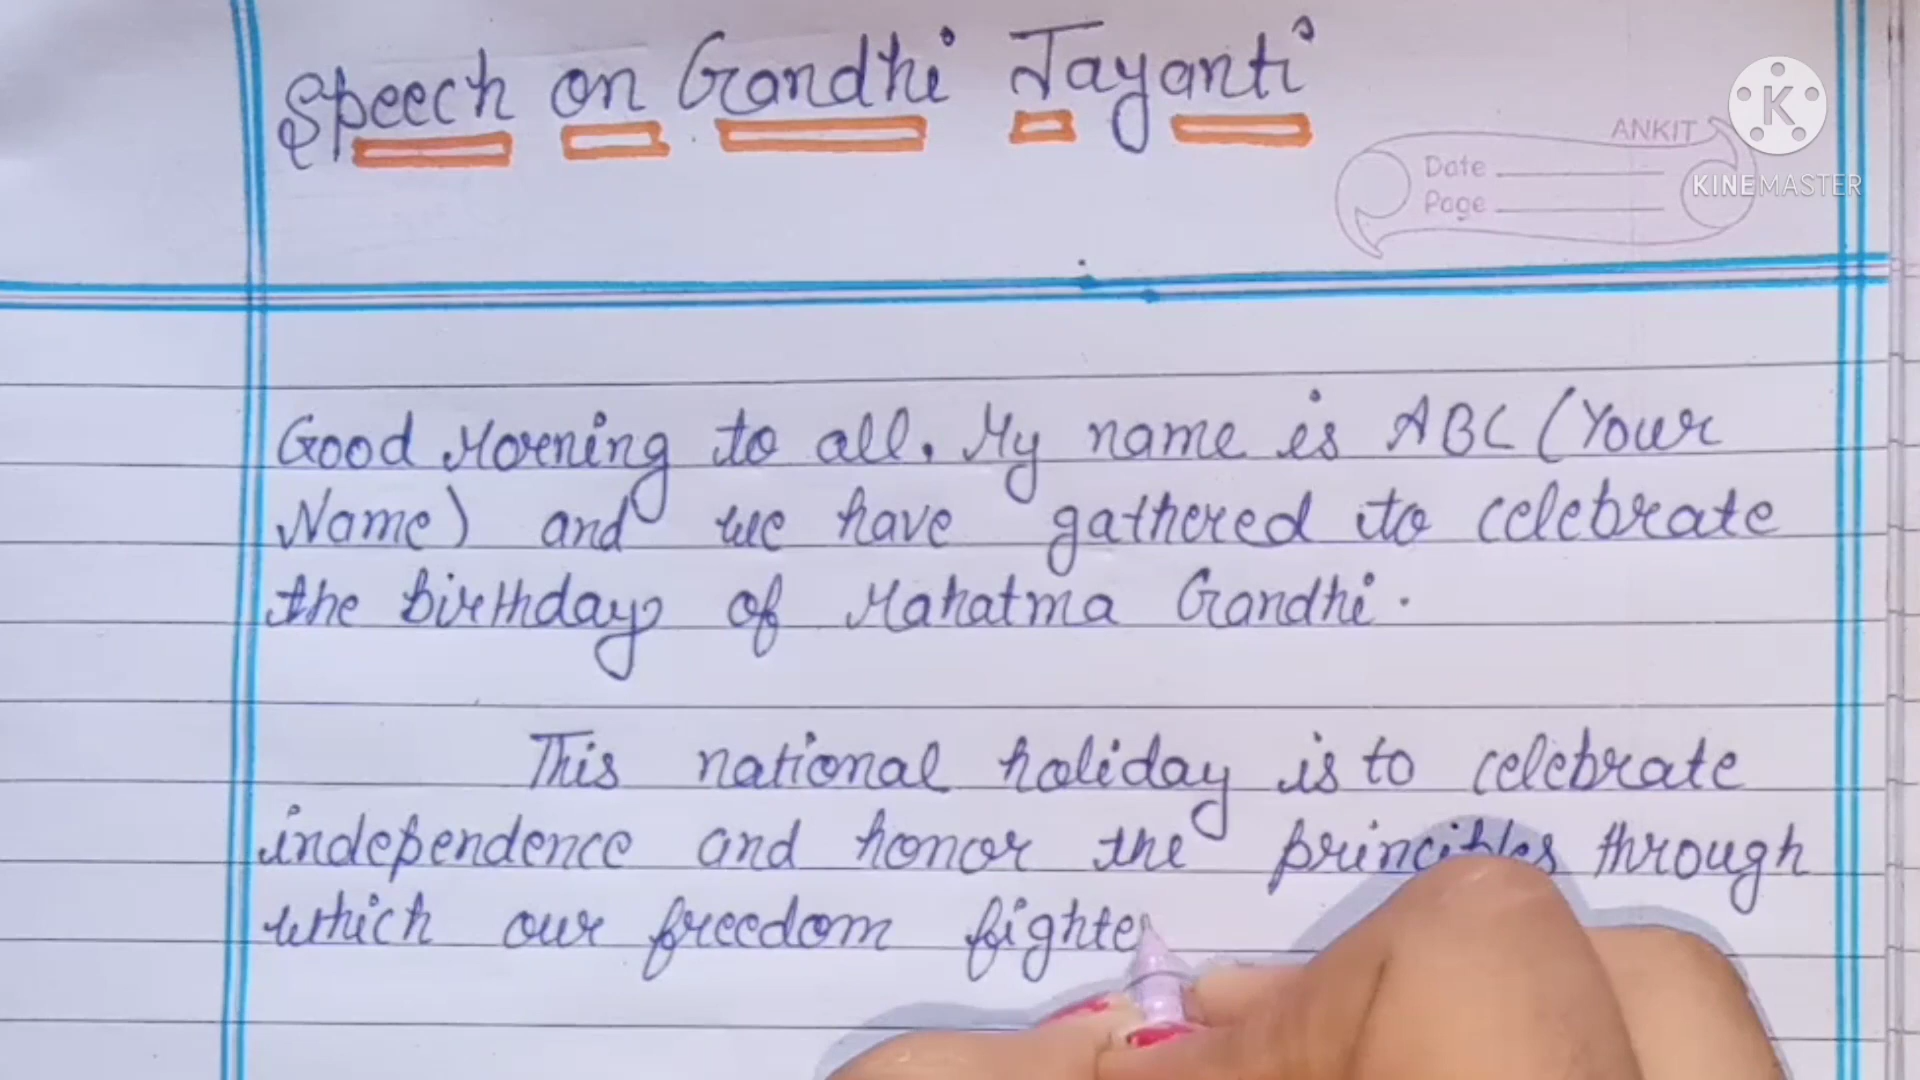 Speech on Gandhi Jayanti
ANKIT
Date
Page
K
KINEMASTER
Good Morning to all. My name is ABC (Your
Name) and we have gathered to celebrate
the birthday of Mahatma Gandhi.
This national holiday is to celebrate
independence and honor the principles through
which our freedom fighte